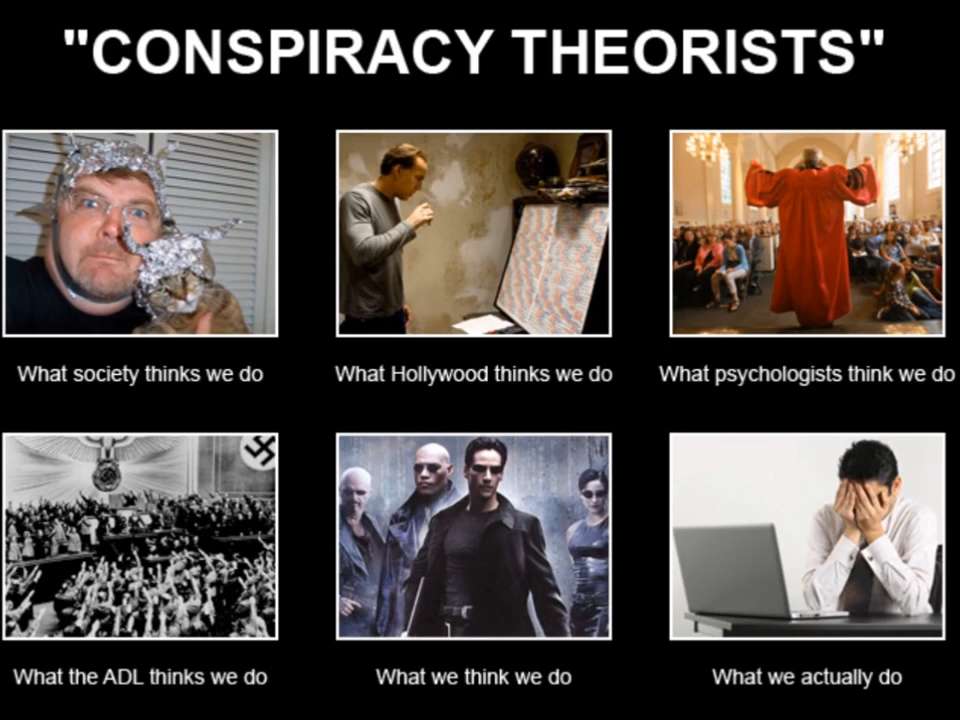 "CONSPIRACY THEORISTS"
What society thinks we do
What Hollywood thinks we do
What psychologists think we do
What the ADL thinks we do
What we think we do
What we actually do